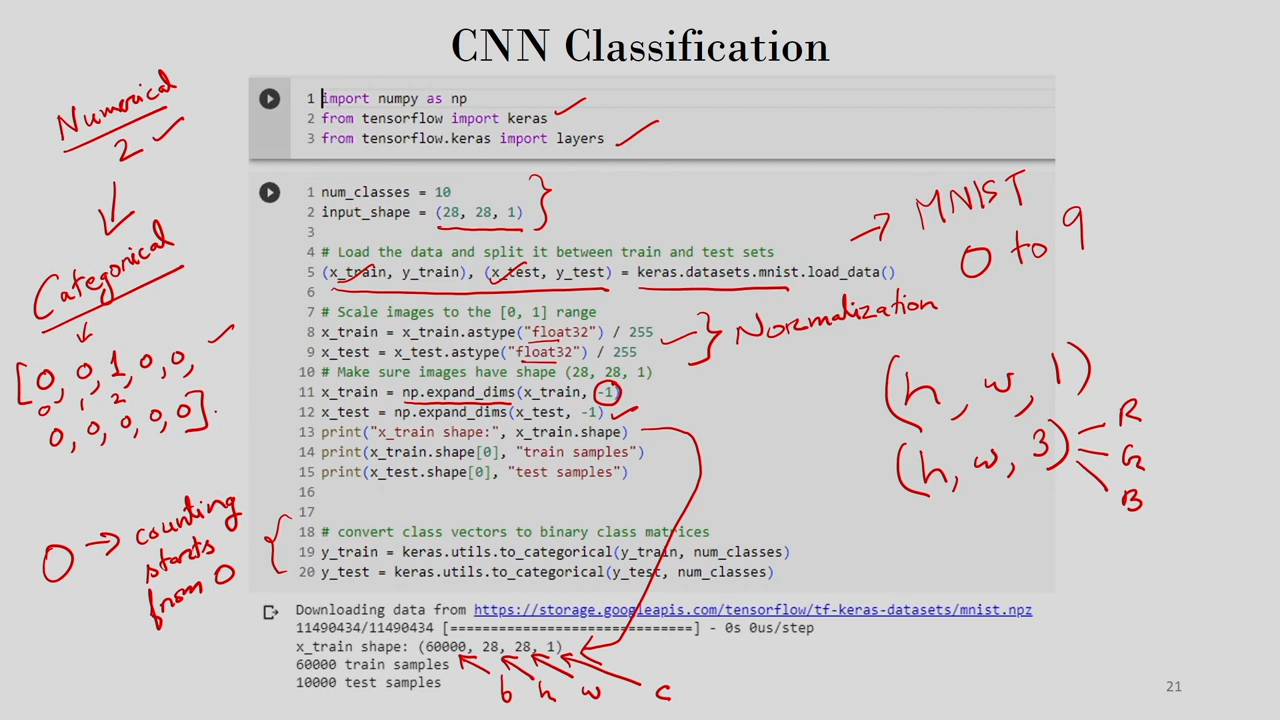 CNN Classification
1 import numpy as np
2 from tensorflow import keras
3 from tensorflow.keras import layers
1 num_classes = 10
2 input_shape = (28, 28, 1)
3
4 # Load the data and split it between train and test sets
5 (x_train, y_train), (x_test, y_test) = keras.datasets.mnist.load_data()
6
7 # Scale images to the [0, 1] range
8 x_train = x_train.astype("float32") / 255
9 x_test = x_test.astype("float32") / 255
10 # Make sure images have shape (28, 28, 1)
11 x_train = np.expand_dims(x_train, -1)
12 x_test = np.expand_dims(x_test, -1)
13 print("x_train shape:", x_train.shape)
14 print(x_train.shape[0], "train samples")
15 print(x_test.shape[0], "test samples")
16
17
18 # convert class vectors to binary class matrices
19 y_train = keras.utils.to_categorical(y_train, num_classes)
20 y_test = keras.utils.to_categorical(y_test, num_classes)
Downloading data from https://storage.googleapis.com/tensorflow/tf-keras-datasets/mnist.npz
11490434/11490434 [==============================] - 0s 0us/step
x_train shape: (60000, 28, 28, 1)
60000 train samples
10000 test samples
b h w c
Numerical
2
Categorical
[0, 0, 1, 0, 0,
0 1 2
0, 0, 0, 0, 0].
0 → counting
starts
from 0
→ MNIST
0 to 9
Normalization
(h, w, 1)
(h, w, 3)
R
G
B
21